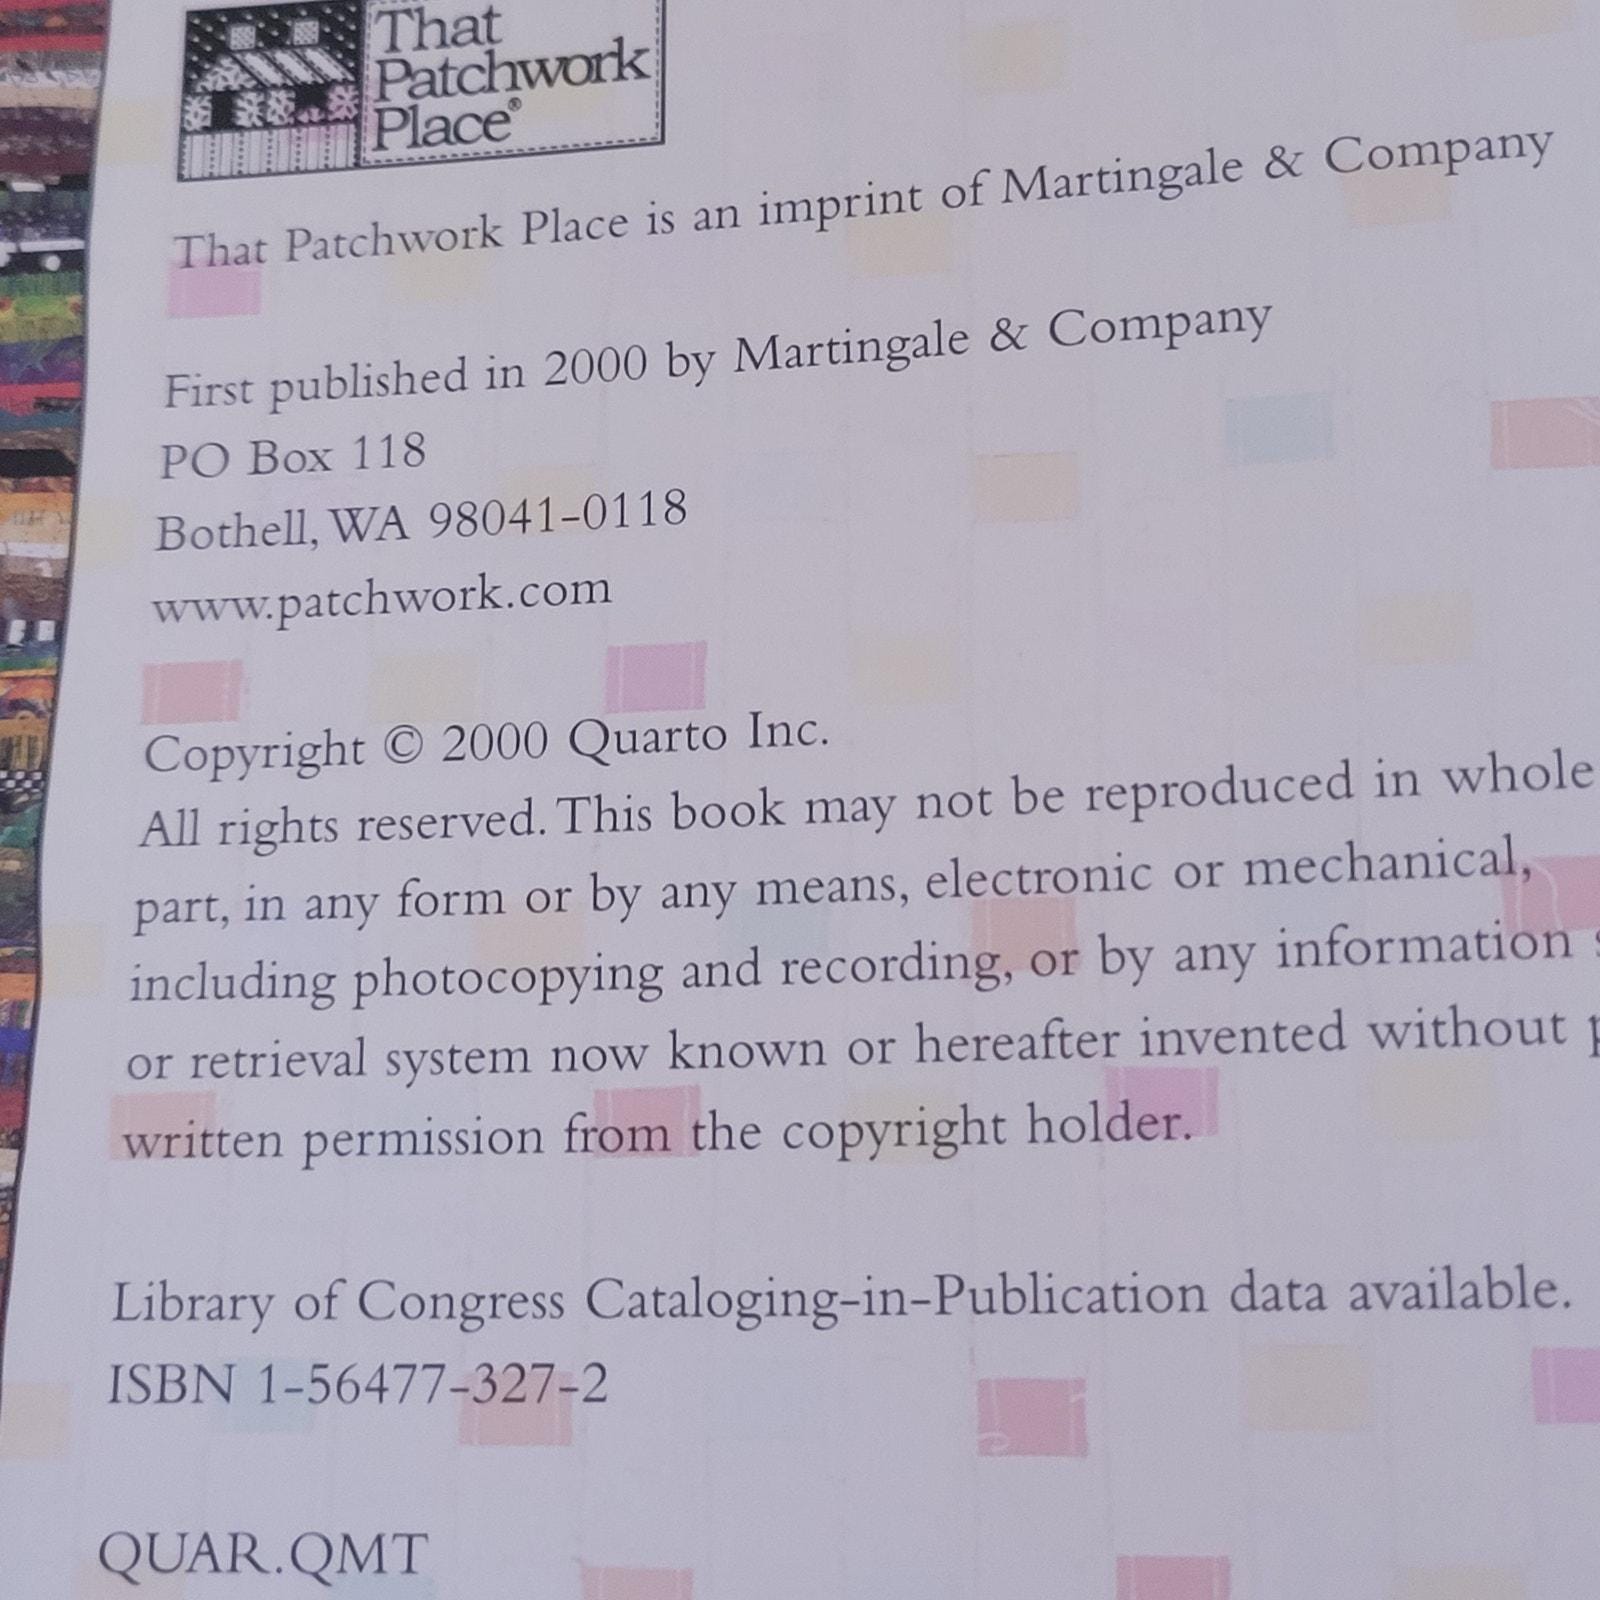 That
Patchwork
Place®
That Patchwork Place is an imprint of Martingale & Company
First published in 2000 by Martingale & Company
PO Box 118
Bothell, WA 98041-0118
www.patchwork.com
Copyright © 2000 Quarto Inc.
All rights reserved. This book may not be reproduced in whole
part, in any form or by any means, electronic or mechanical,
including photocopying and recording, or by any information
or retrieval system now known or hereafter invented without
written permission from the copyright holder.
Library of Congress Cataloging-in-Publication data available.
ISBN 1-56477-327-2
QUAR.QMT